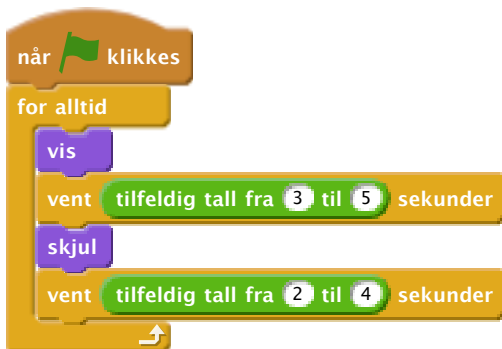 når klikkes
for alltid
vis
vent tilfeldig tall fra 3 til 5 sekunder
skjul
vent tilfeldig tall fra 2 til 4 sekunder